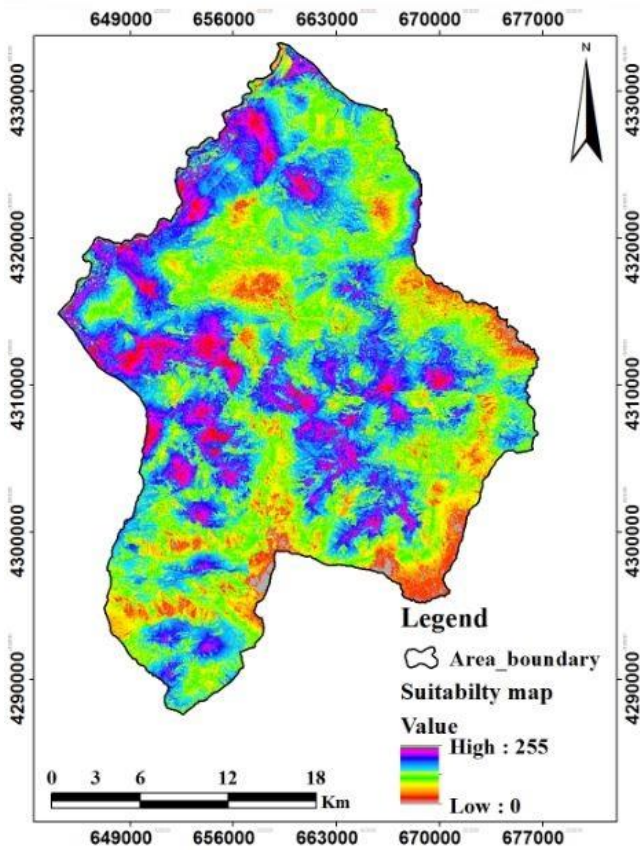 649000 656000 663000 670000 677000
4330000 4330000
N
4320000 4320000
4310000 4310000
4300000 4300000
4290000 4290000
Legend
Area_boundary
Suitabilty map
Value
High : 255
Low : 0
0 3 6 12 18
Km
649000 656000 663000 670000 677000